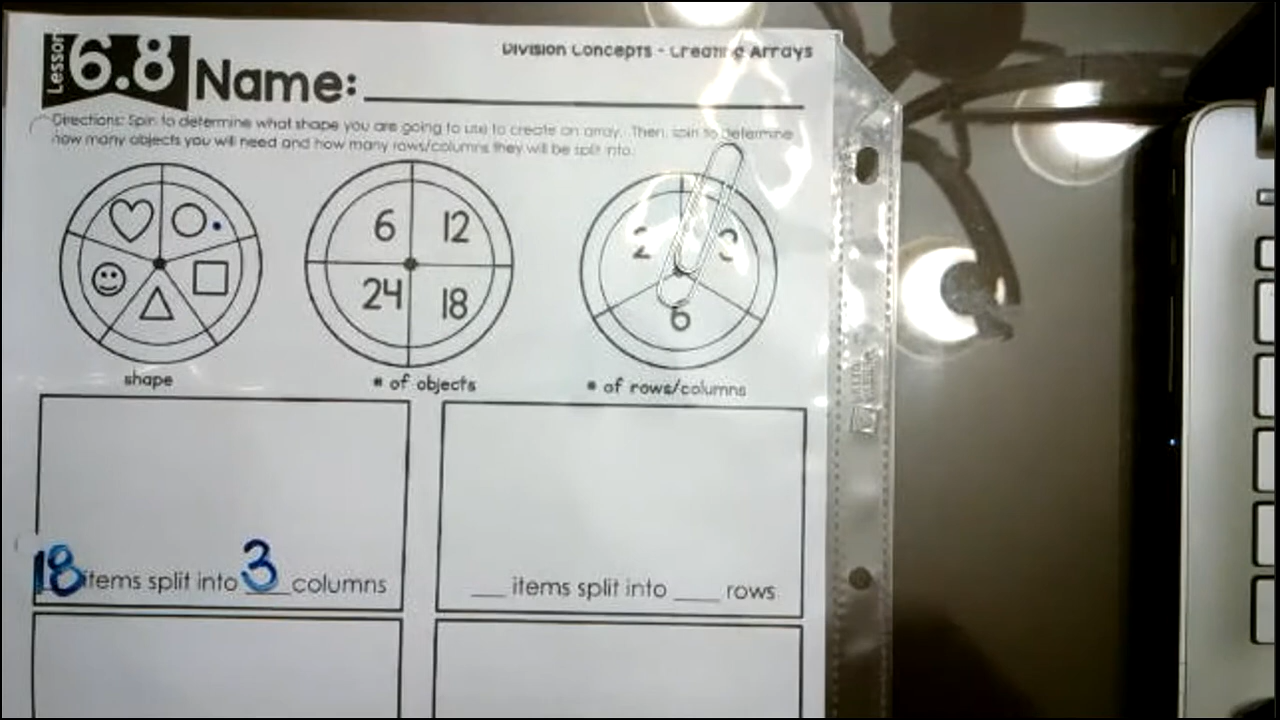 Lesson 6.8
Division Concepts - Creating Arrays
Name:
Directions: Spin to determine what shape you are going to use to create an array. Then, spin to determine
how many objects you will need and how many rows/columns they will be split into.
6 12
24 18
2 3
6
shape
# of objects
# of rows/columns
18 items split into 3 columns
___ items split into ____ rows